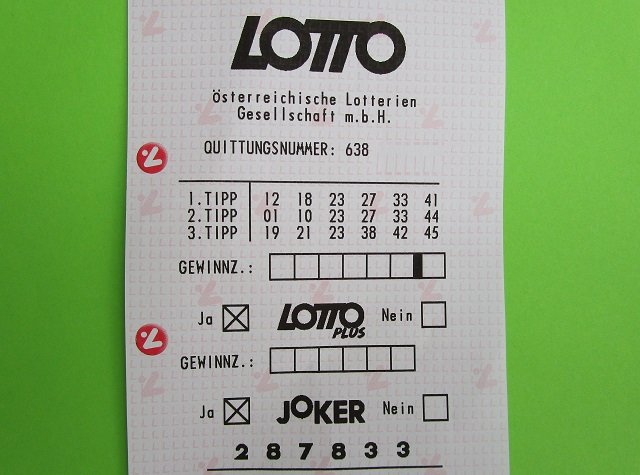 LOTTO
österreichische Lotterien
Gesellschaft m.b.H.
QUITTUNGSNUMMER: 638
1.TIPP 12 18 23 27 33 41
2.TIPP 01 10 23 27 33 44
3.TIPP 19 21 23 38 42 45
GEWINNZ.:
Ja LOTTO PLUS Nein
GEWINNZ.:
Ja JOKER Nein
2 8 7 8 3 3